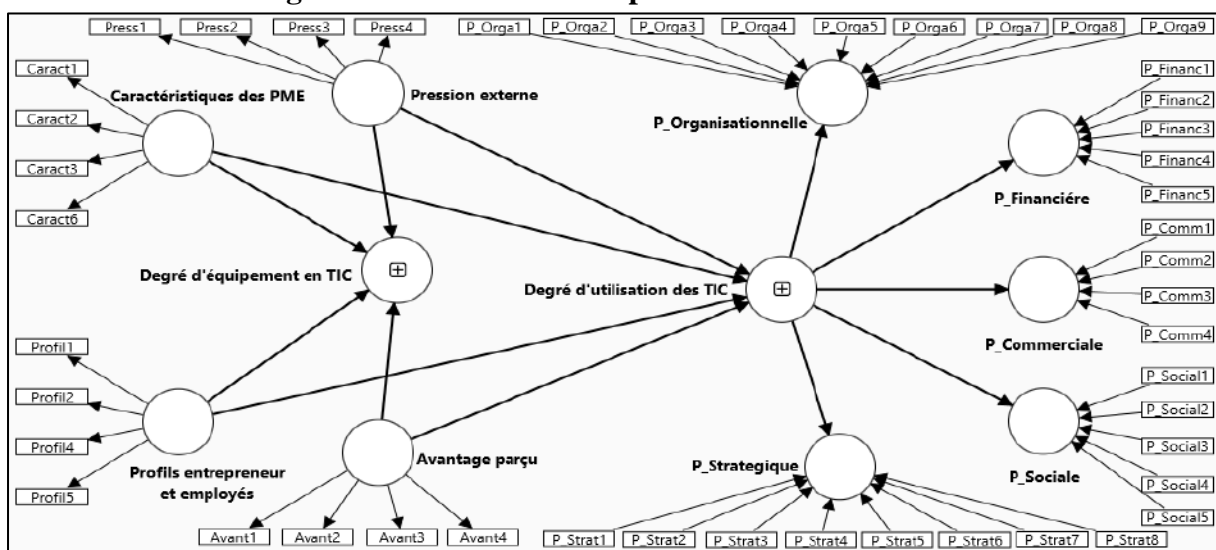 Press1
Press2
Press3
Press4
P_Orga1
P_Orga2
P_Orga3
P_Orga4
P_Orga5
P_Orga6
P_Orga7
P_Orga8
P_Orga9
Caract1
Caract2
Caract3
Caract6
Caractéristiques des PME
Pression externe
P_Organisationnelle
P_Financ1
P_Financ2
P_Financ3
P_Financ4
P_Financ5
P_Financiére
Degré d'équipement en TIC
Degré d'utilisation des TIC
P_Comm1
P_Comm2
P_Comm3
P_Comm4
P_Commerciale
Profil1
Profil2
Profil4
Profil5
Profils entrepreneur
et employés
Avantage parçu
P_Strategique
P_Sociale
P_Social1
P_Social2
P_Social3
P_Social4
P_Social5
Avant1
Avant2
Avant3
Avant4
P_Strat1
P_Strat2
P_Strat3
P_Strat4
P_Strat5
P_Strat6
P_Strat7
P_Strat8